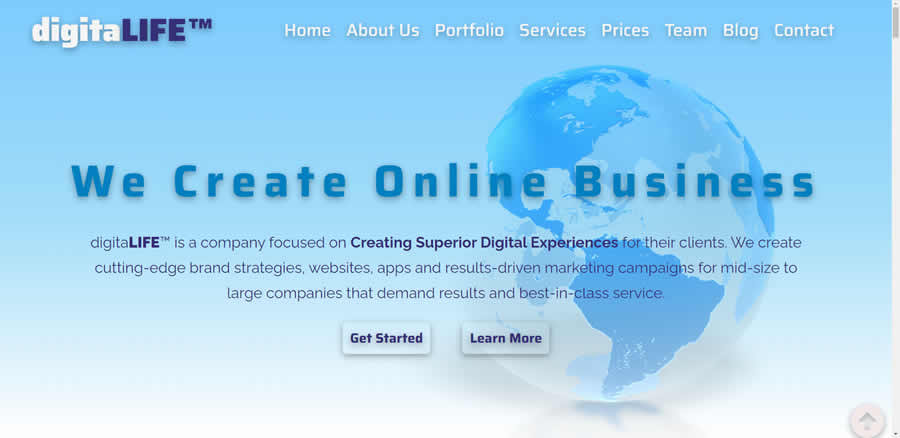 digitaLIFE™
Home About Us Portfolio Services Prices Team Blog Contact
We Create Online Business
digitaLIFE™ is a company focused on Creating Superior Digital Experiences for their clients. We create
cutting-edge brand strategies, websites, apps and results-driven marketing campaigns for mid-size to
large companies that demand results and best-in-class service.
Get Started Learn More